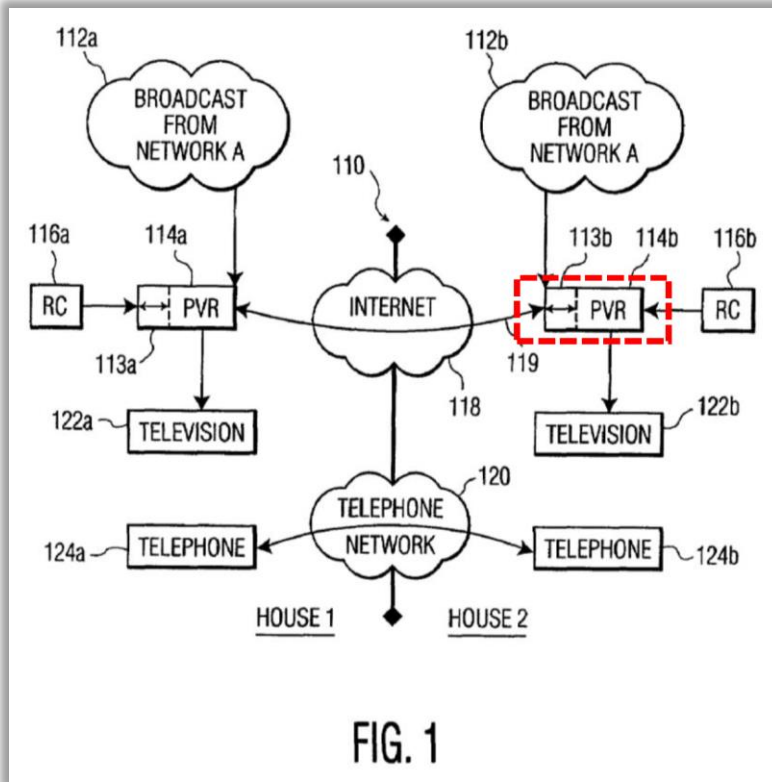 112a
112b
BROADCAST
FROM
NETWORK A
BROADCAST
FROM
NETWORK A
110
116a
114a
113b
114b
116b
RC
PVR
INTERNET
PVR
RC
113a
119
118
122a
TELEVISION
TELEVISION
122b
120
TELEPHONE
NETWORK
124a
TELEPHONE
TELEPHONE
124b
HOUSE 1
HOUSE 2
FIG. 1